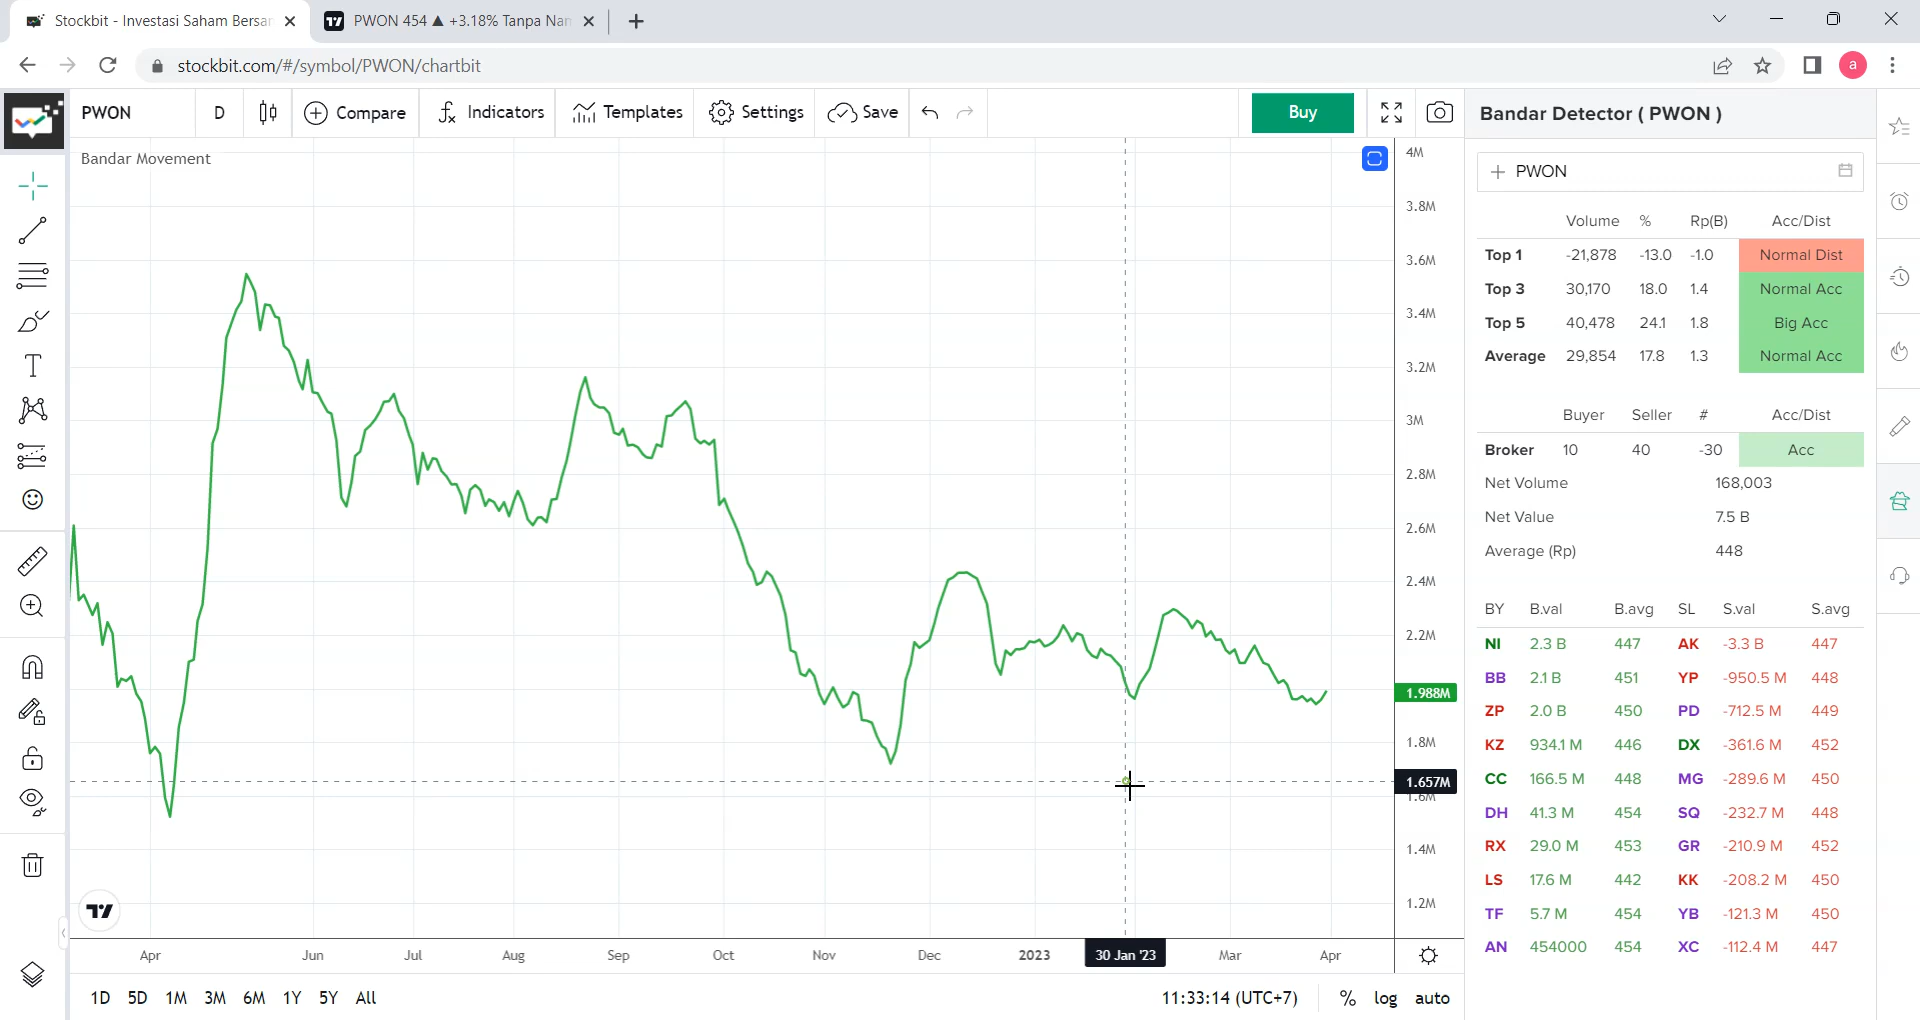 Stockbit - Investasi Saham Bersar
PWON 454 ▲ +3.18% Tanpa Nan
stockbit.com/#/symbol/PWON/chartbit
a
PWON D Compare Indicators Templates Settings Save Buy
Bandar Movement
4M
3.8M
3.6M
3.4M
3.2M
3M
2.8M
2.6M
2.4M
2.2M
1.988M
1.8M
1.657M
1.6M
1.4M
1.2M
Apr Jun Jul Aug Sep Oct Nov Dec 2023 30 Jan '23 Mar Apr
1D 5D 1M 3M 6M 1Y 5Y All 11:33:14 (UTC+7) % log auto
Bandar Detector ( PWON )
PWON
Volume % Rp(B) Acc/Dist
Top 1 -21,878 -13.0 -1.0 Normal Dist
Top 3 30,170 18.0 1.4 Normal Acc
Top 5 40,478 24.1 1.8 Big Acc
Average 29,854 17.8 1.3 Normal Acc
Buyer Seller # Acc/Dist
Broker 10 40 -30 Acc
Net Volume 168,003
Net Value 7.5 B
Average (Rp) 448
BY B.val B.avg SL S.val S.avg
NI 2.3 B 447 AK -3.3 B 447
BB 2.1 B 451 YP -950.5 M 448
ZP 2.0 B 450 PD -712.5 M 449
KZ 934.1 M 446 DX -361.6 M 452
CC 166.5 M 448 MG -289.6 M 450
DH 41.3 M 454 SQ -232.7 M 448
RX 29.0 M 453 GR -210.9 M 452
LS 17.6 M 442 KK -208.2 M 450
TF 5.7 M 454 YB -121.3 M 450
AN 454000 454 XC -112.4 M 447